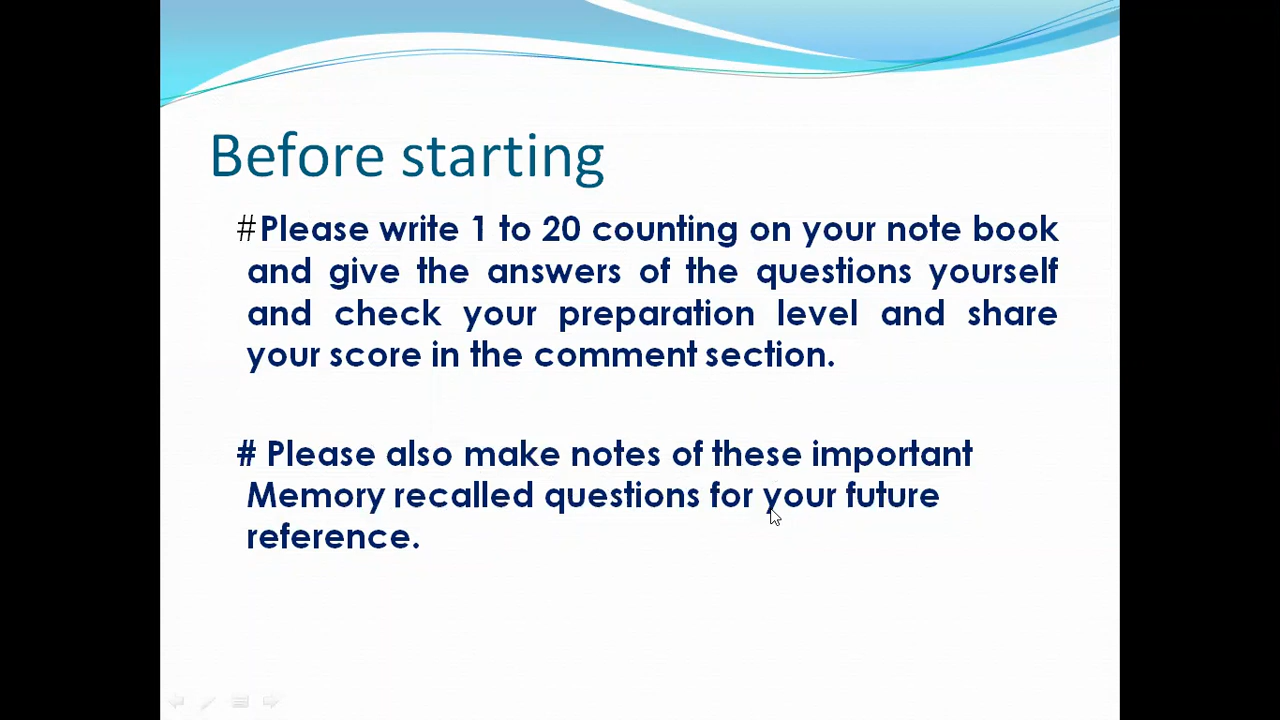 Before starting
#Please write 1 to 20 counting on your note book
and give the answers of the questions yourself
and check your preparation level and share
your score in the comment section.
# Please also make notes of these important
Memory recalled questions for your future
reference.